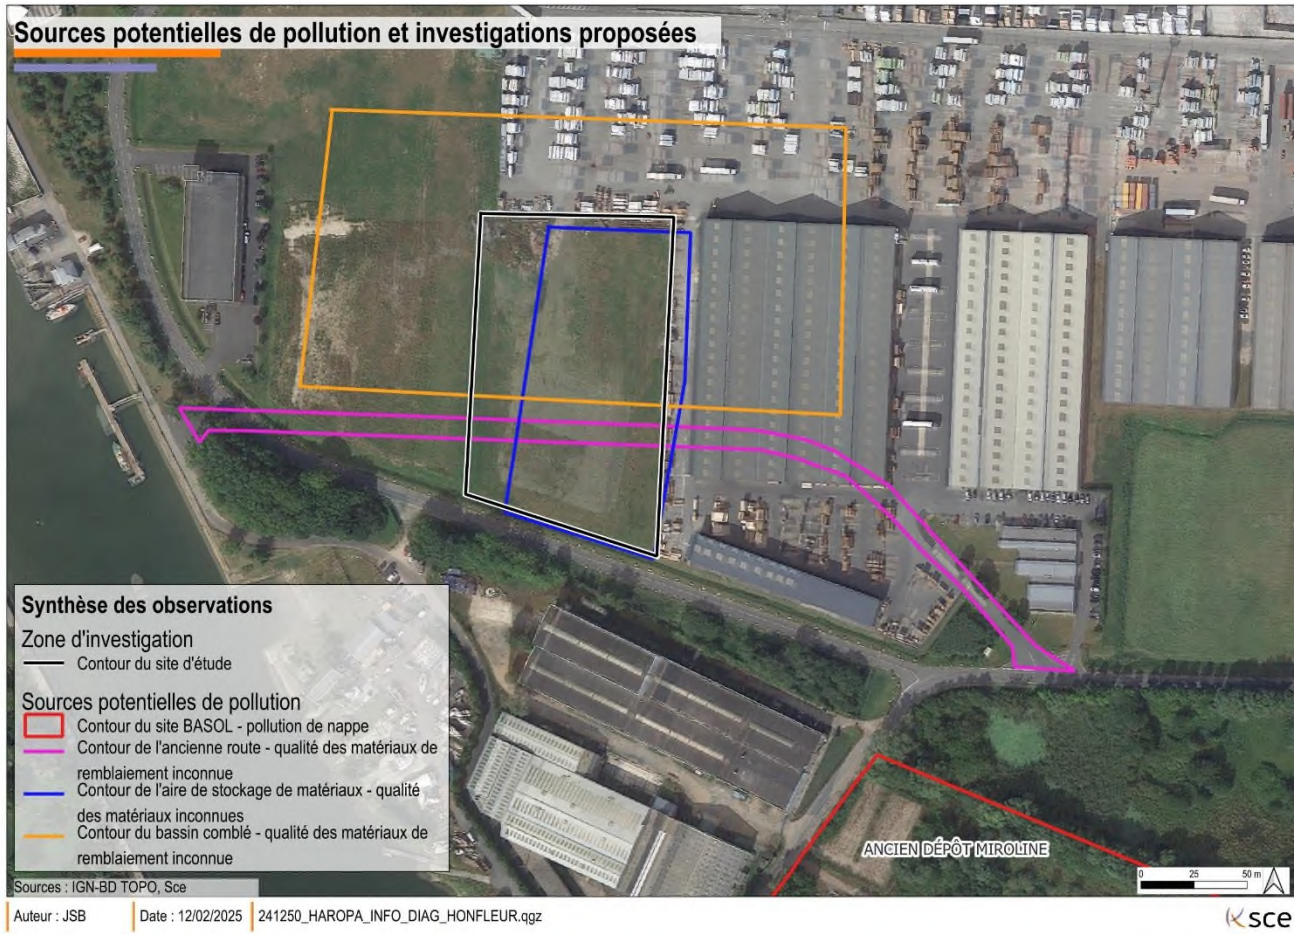 Sources potentielles de pollution et investigations proposées
Synthèse des observations
Zone d'investigation
Contour du site d'étude
Sources potentielles de pollution
Contour du site BASOL - pollution de nappe
Contour de l'ancienne route - qualité des matériaux de
remblaiement inconnue
Contour de l'aire de stockage de matériaux - qualité
des matériaux inconnues
Contour du bassin comblé - qualité des matériaux de
remblaiement inconnue
ANCIEN DÉPÔT MIROLINE
0 25 50 m
Sources : IGN-BD TOPO, Sce
Auteur : JSB
Date : 12/02/2025
241250_HAROPA_INFO_DIAG_HONFLEUR.qgz
sce